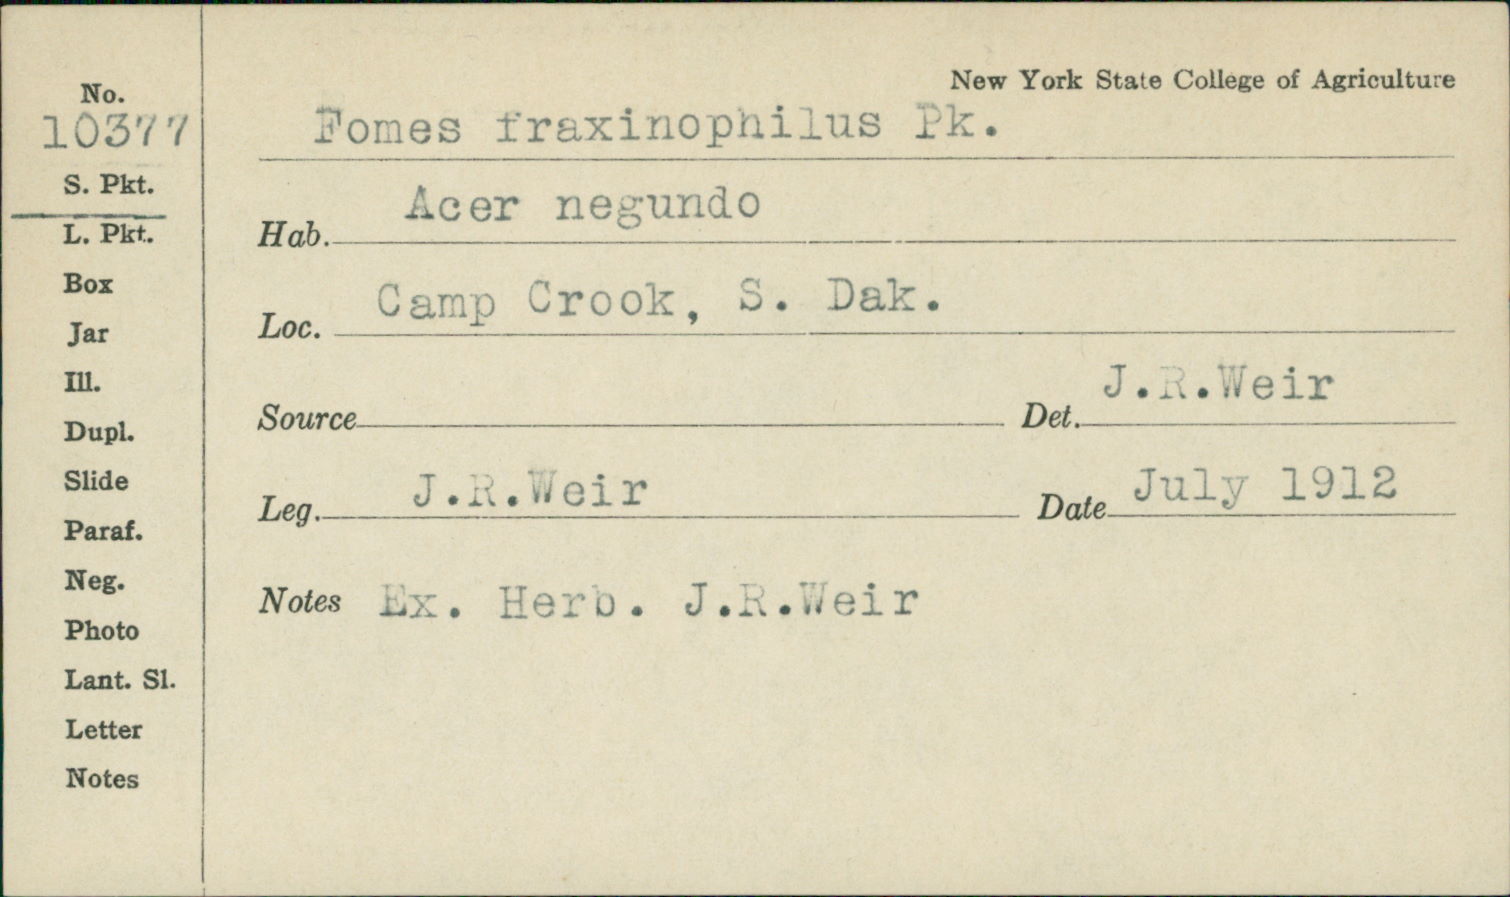 New York State College of Agriculture
No.
10377
Fomes fraxinophilus Pk.
S. Pkt.
L. Pkt.
Box
Jar
Ill.
Dupl.
Slide
Paraf.
Neg.
Photo
Lant. Sl.
Letter
Notes
Hab. Acer negundo
Loc. Camp Crook, S. Dak.
Source
Det. J.R.Weir
Leg. J.R.Weir
Date July 1912
Notes Ex. Herb. J.R.Weir